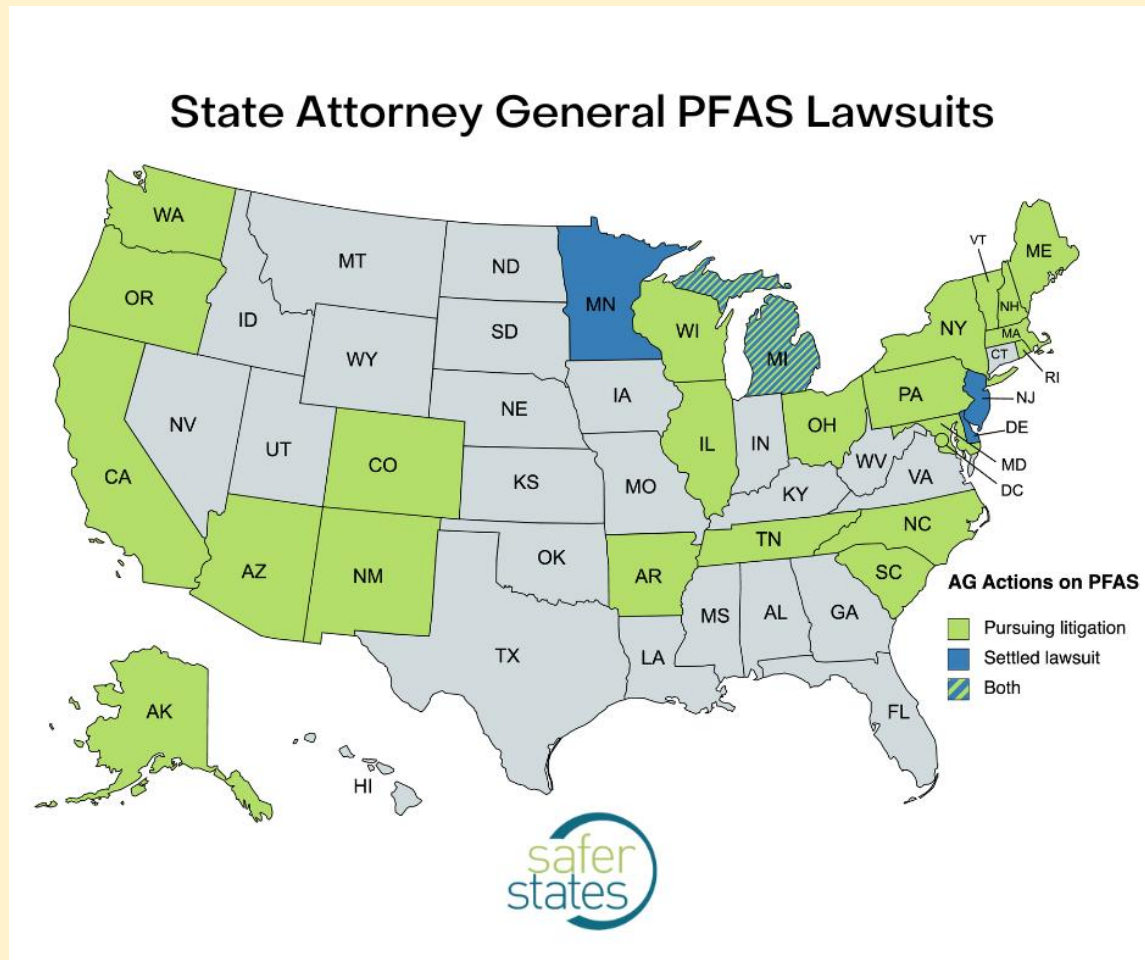 State Attorney General PFAS Lawsuits
WA
OR
CA
NV
ID
MT
WY
UT
AZ
CO
NM
ND
SD
NE
KS
OK
TX
MN
IA
MO
AR
LA
WI
IL
MI
IN
OH
KY
TN
MS
AL
GA
FL
SC
NC
VA
WV
PA
NY
VT
NH
ME
MA
CT
RI
NJ
DE
MD
DC
AK
HI
AG Actions on PFAS
Pursuing litigation
Settled lawsuit
Both
safer
states